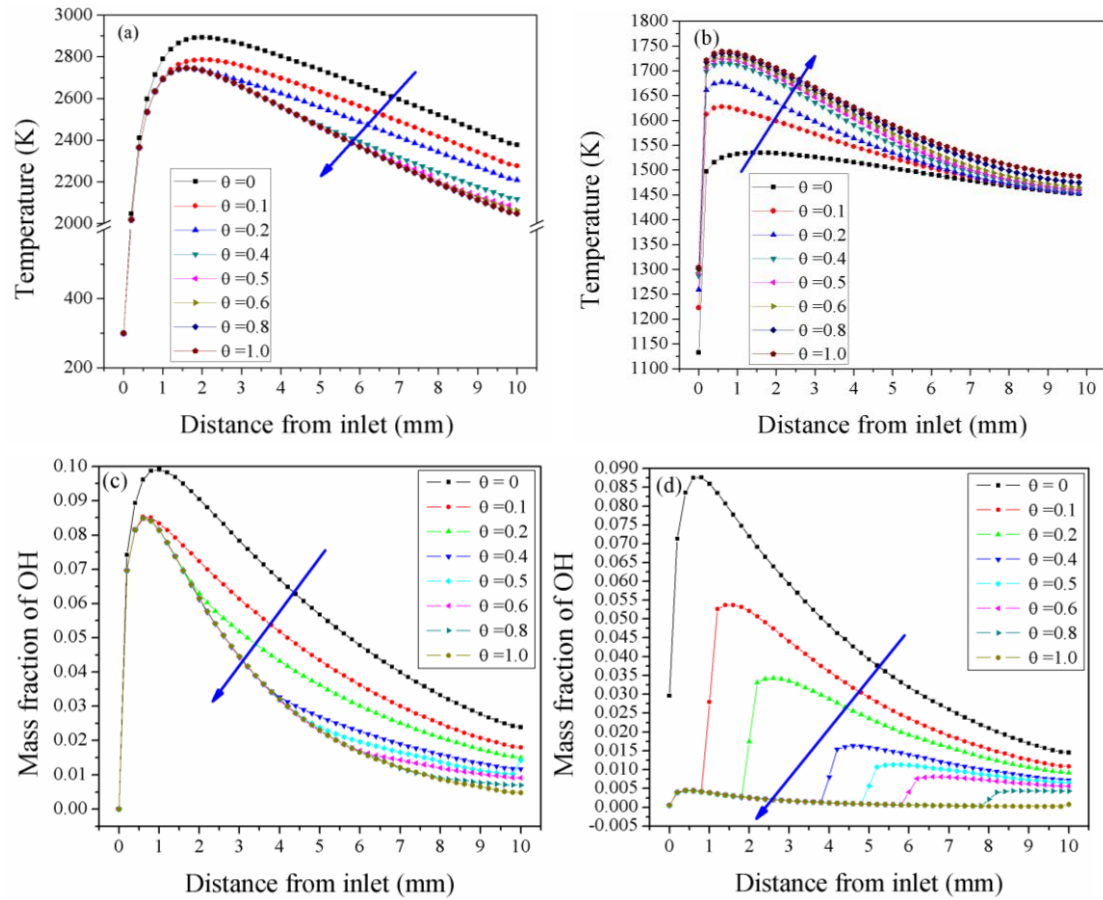 (a)
3000
2800
2600
2400
2200
2000
300
200
Temperature (K)
θ =0
θ =0.1
θ =0.2
θ =0.4
θ =0.5
θ =0.6
θ =0.8
θ =1.0
0 1 2 3 4 5 6 7 8 9 10
Distance from inlet (mm)
(b)
1800
1750
1700
1650
1600
1550
1500
1450
1400
1300
1250
1200
1150
1100
Temperature (K)
θ =0
θ =0.1
θ =0.2
θ =0.4
θ =0.5
θ =0.6
θ =0.8
θ =1.0
0 1 2 3 4 5 6 7 8 9 10
Distance from inlet (mm)
(c)
0.10
0.09
0.08
0.07
0.06
0.05
0.04
0.03
0.02
0.01
0.00
Mass fraction of OH
θ = 0
θ =0.1
θ =0.2
θ =0.4
θ =0.5
θ =0.6
θ =0.8
θ =1.0
0 1 2 3 4 5 6 7 8 9 10
Distance from inlet (mm)
(d)
0.090
0.085
0.080
0.075
0.070
0.065
0.060
0.055
0.050
0.045
0.040
0.035
0.030
0.025
0.020
0.015
0.010
0.005
0.000
-0.005
Mass fraction of OH
θ = 0
θ =0.1
θ =0.2
θ =0.4
θ =0.5
θ =0.6
θ =0.8
θ =1.0
0 1 2 3 4 5 6 7 8 9 10
Distance from inlet (mm)